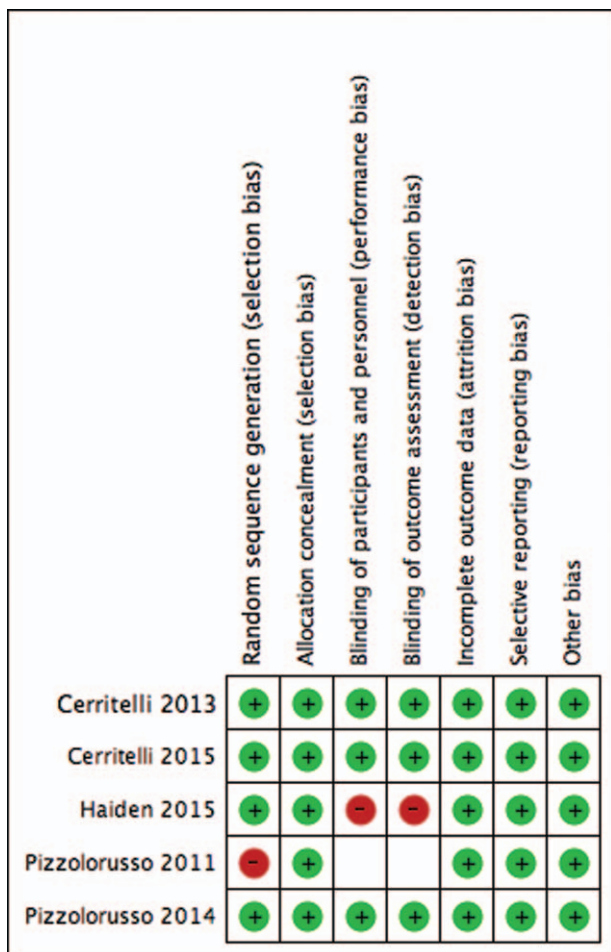 Random sequence generation (selection bias)
Allocation concealment (selection bias)
Blinding of participants and personnel (performance bias)
Blinding of outcome assessment (detection bias)
Incomplete outcome data (attrition bias)
Selective reporting (reporting bias)
Other bias
Cerritelli 2013 + + + + + + +
Cerritelli 2015 + + + + + + +
Haiden 2015 + + - - + + +
Pizzolorusso 2011 - + + + +
Pizzolorusso 2014 + + + + + + +